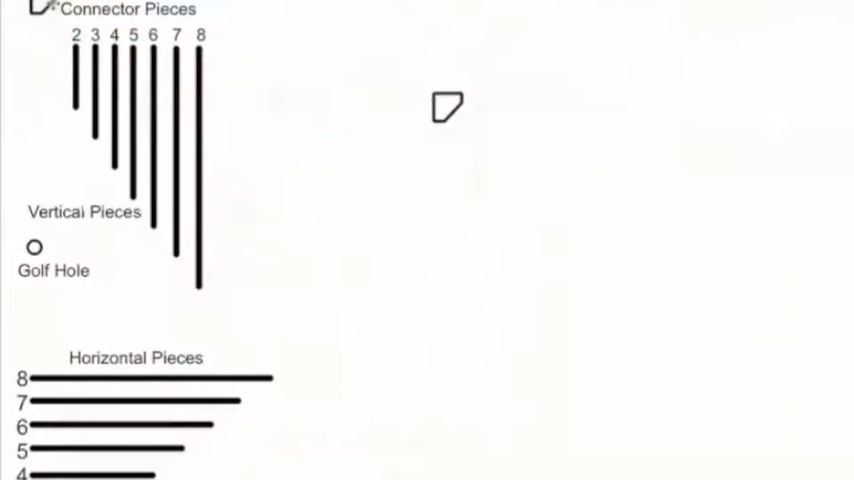 Connector Pieces
2 3 4 5 6 7 8
Vertical Pieces
Golf Hole
Horizontal Pieces
8
7
6
5
4